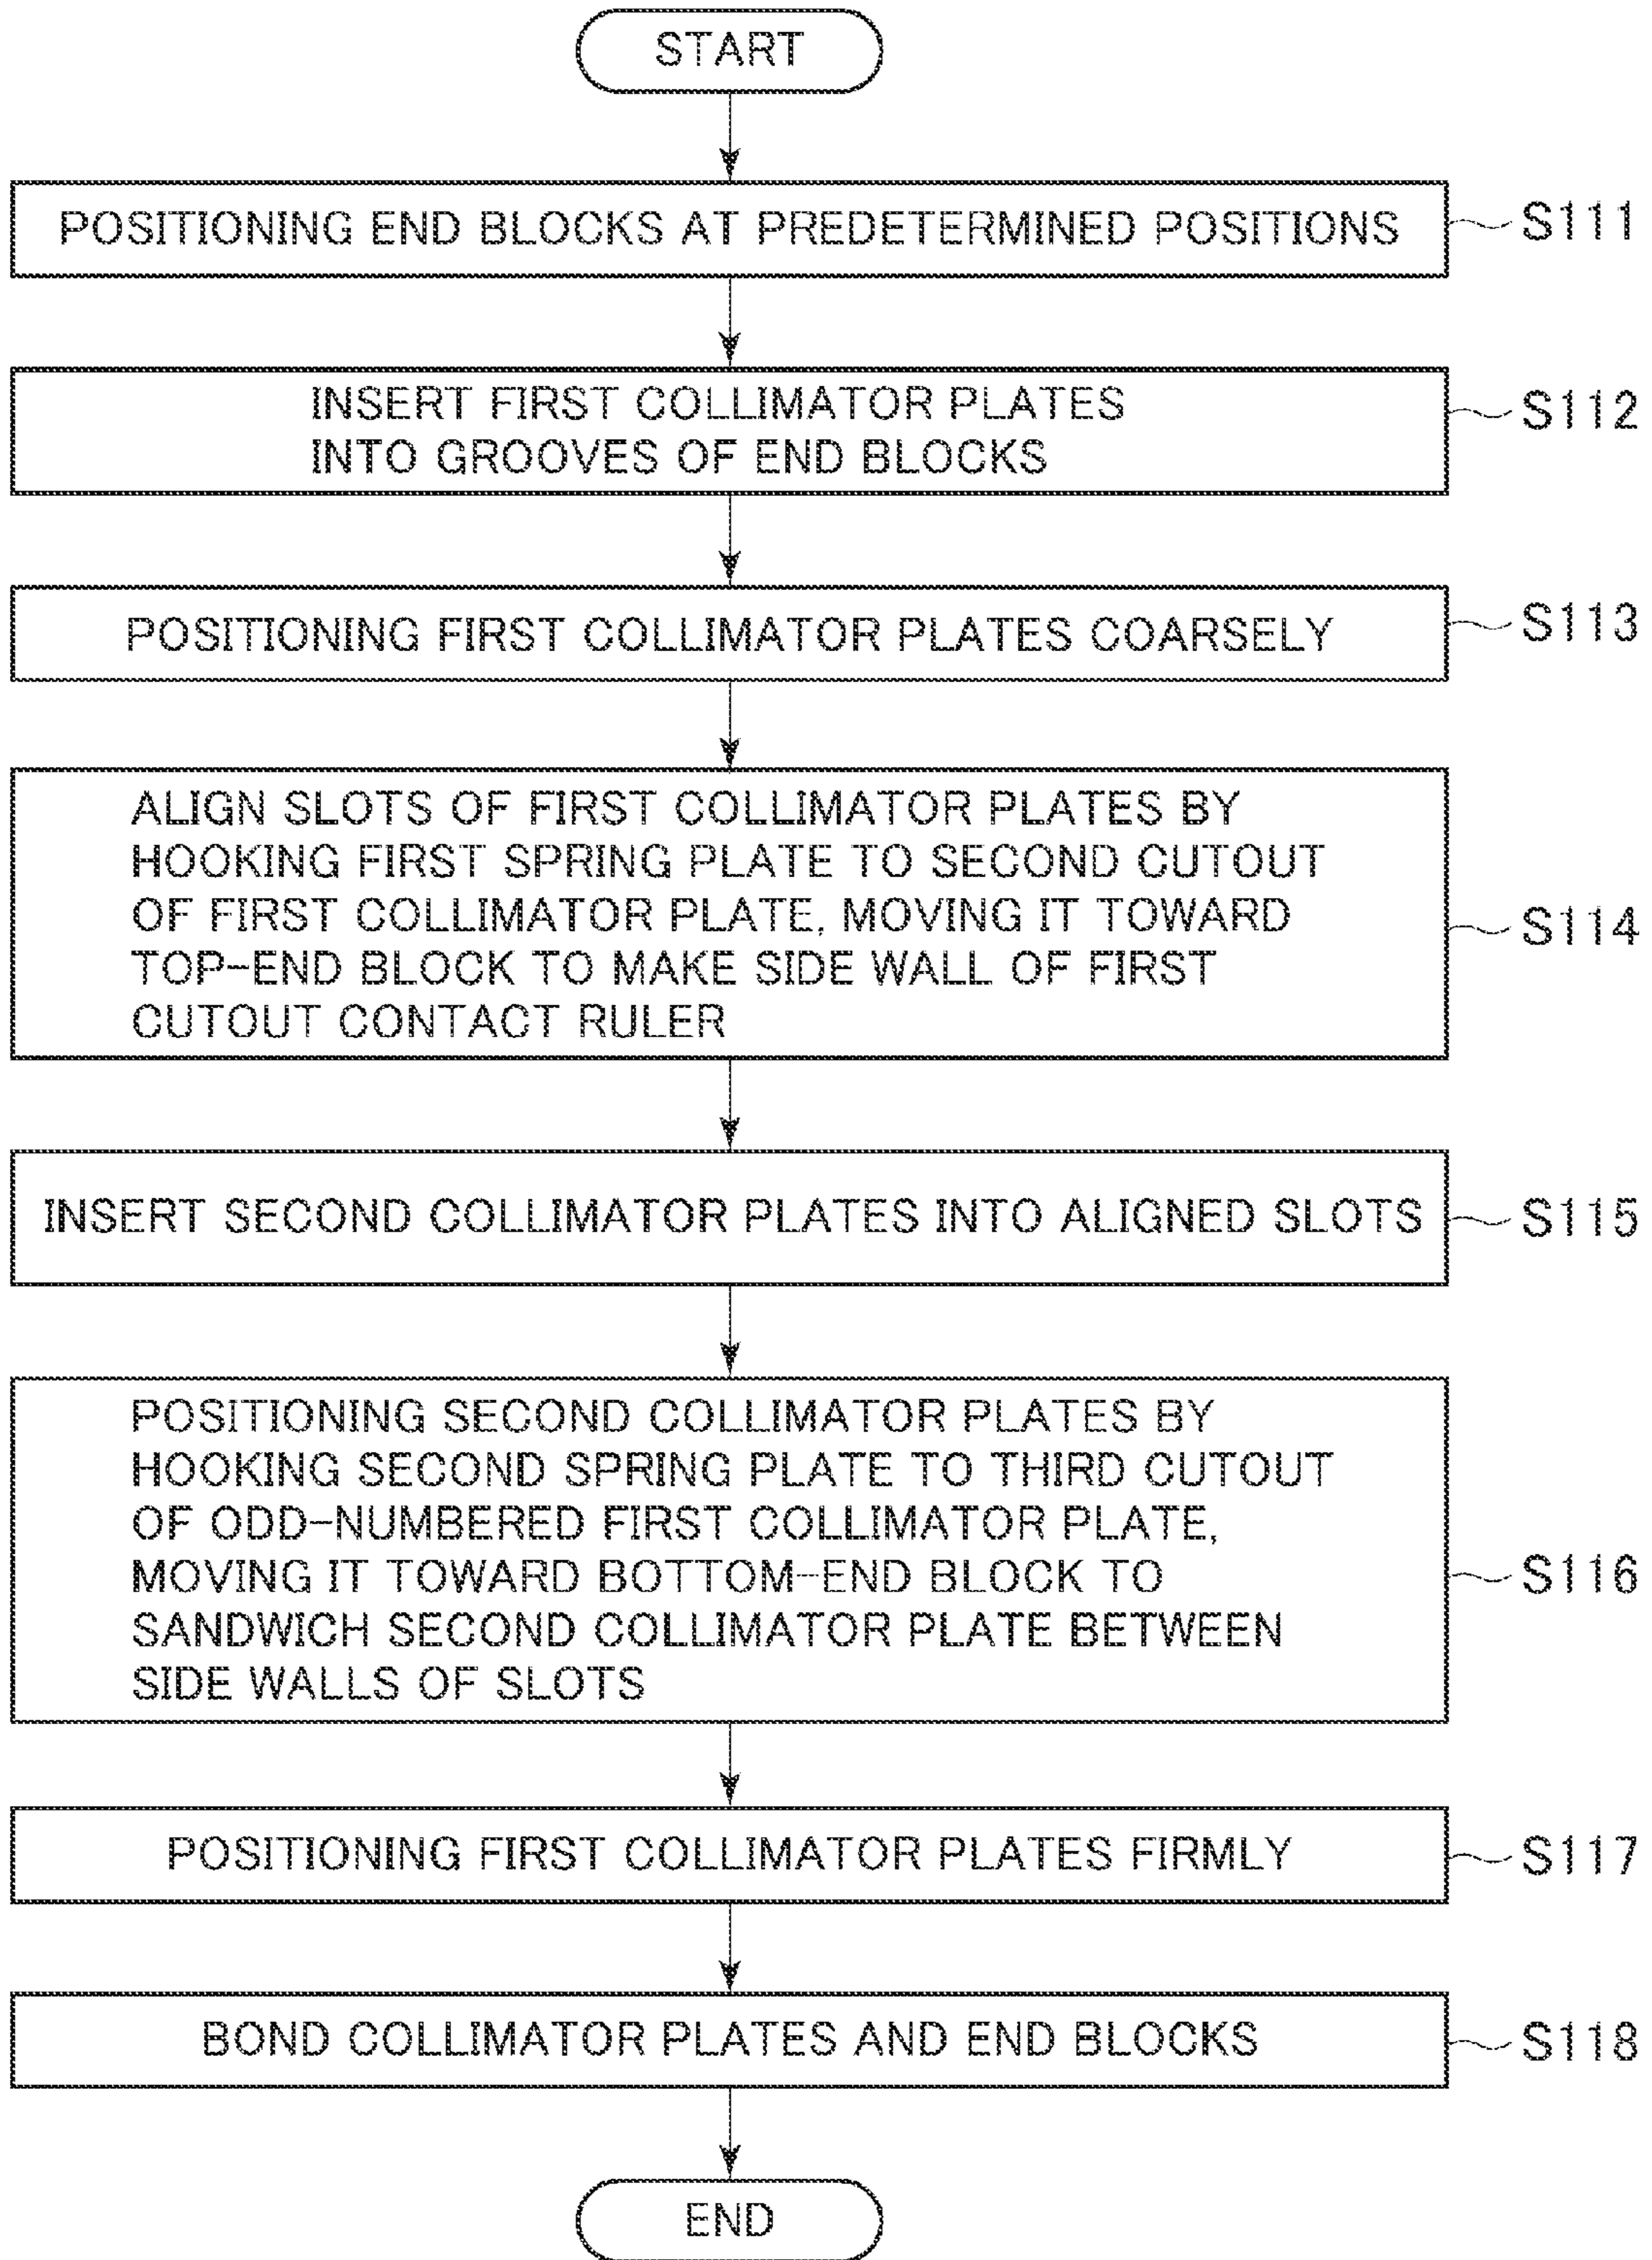 START
POSITIONING END BLOCKS AT PREDETERMINED POSITIONS
S111
INSERT FIRST COLLIMATOR PLATES
INTO GROOVES OF END BLOCKS
S112
POSITIONING FIRST COLLIMATOR PLATES COARSELY
S113
ALIGN SLOTS OF FIRST COLLIMATOR PLATES BY
HOOKING FIRST SPRING PLATE TO SECOND CUTOUT
OF FIRST COLLIMATOR PLATE, MOVING IT TOWARD
TOP-END BLOCK TO MAKE SIDE WALL OF FIRST
CUTOUT CONTACT RULER
S114
INSERT SECOND COLLIMATOR PLATES INTO ALIGNED SLOTS
S115
POSITIONING SECOND COLLIMATOR PLATES BY
HOOKING SECOND SPRING PLATE TO THIRD CUTOUT
OF ODD-NUMBERED FIRST COLLIMATOR PLATE,
MOVING IT TOWARD BOTTOM-END BLOCK TO
SANDWICH SECOND COLLIMATOR PLATE BETWEEN
SIDE WALLS OF SLOTS
S116
POSITIONING FIRST COLLIMATOR PLATES FIRMLY
S117
BOND COLLIMATOR PLATES AND END BLOCKS
S118
END